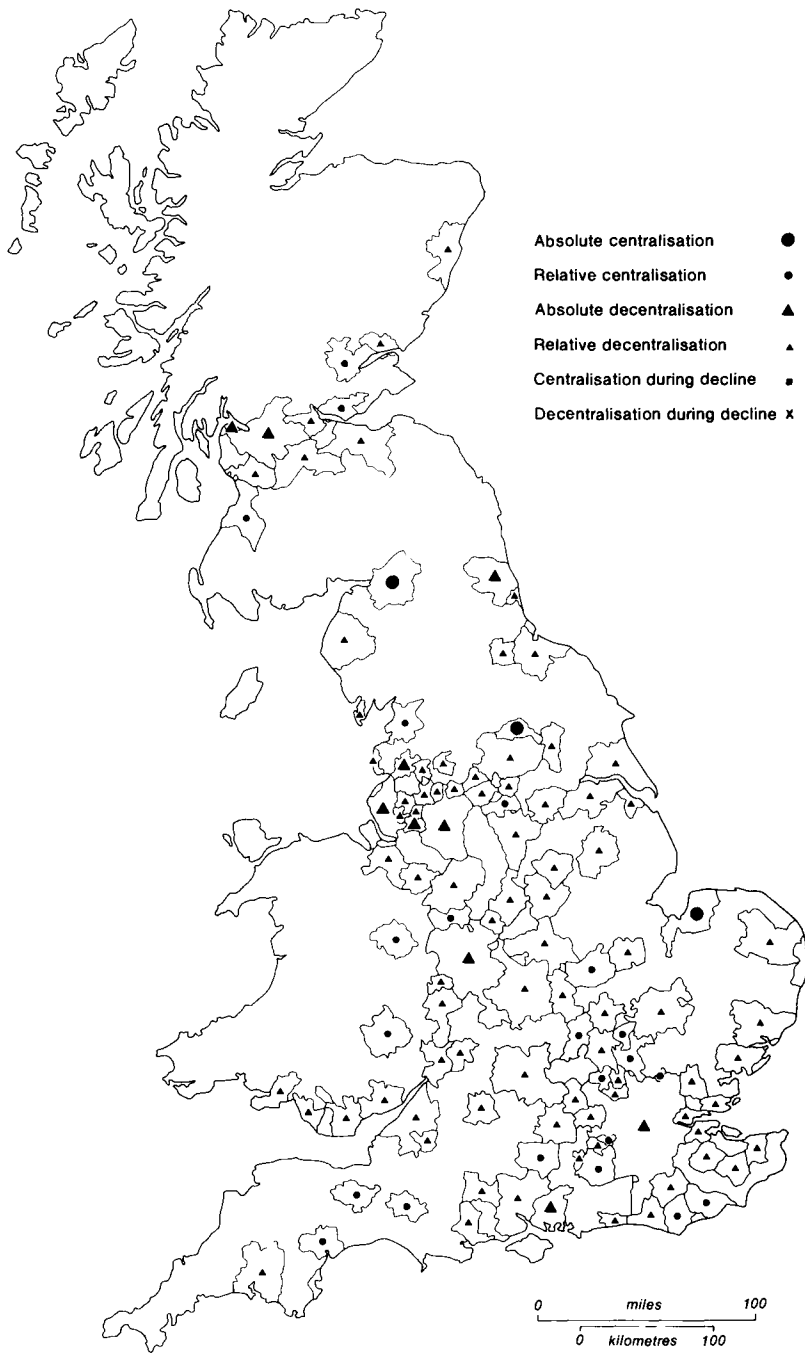 Absolute centralisation
Relative centralisation
Absolute decentralisation
Relative decentralisation
Centralisation during decline
Decentralisation during decline x
0 miles 100
0 kilometres 100